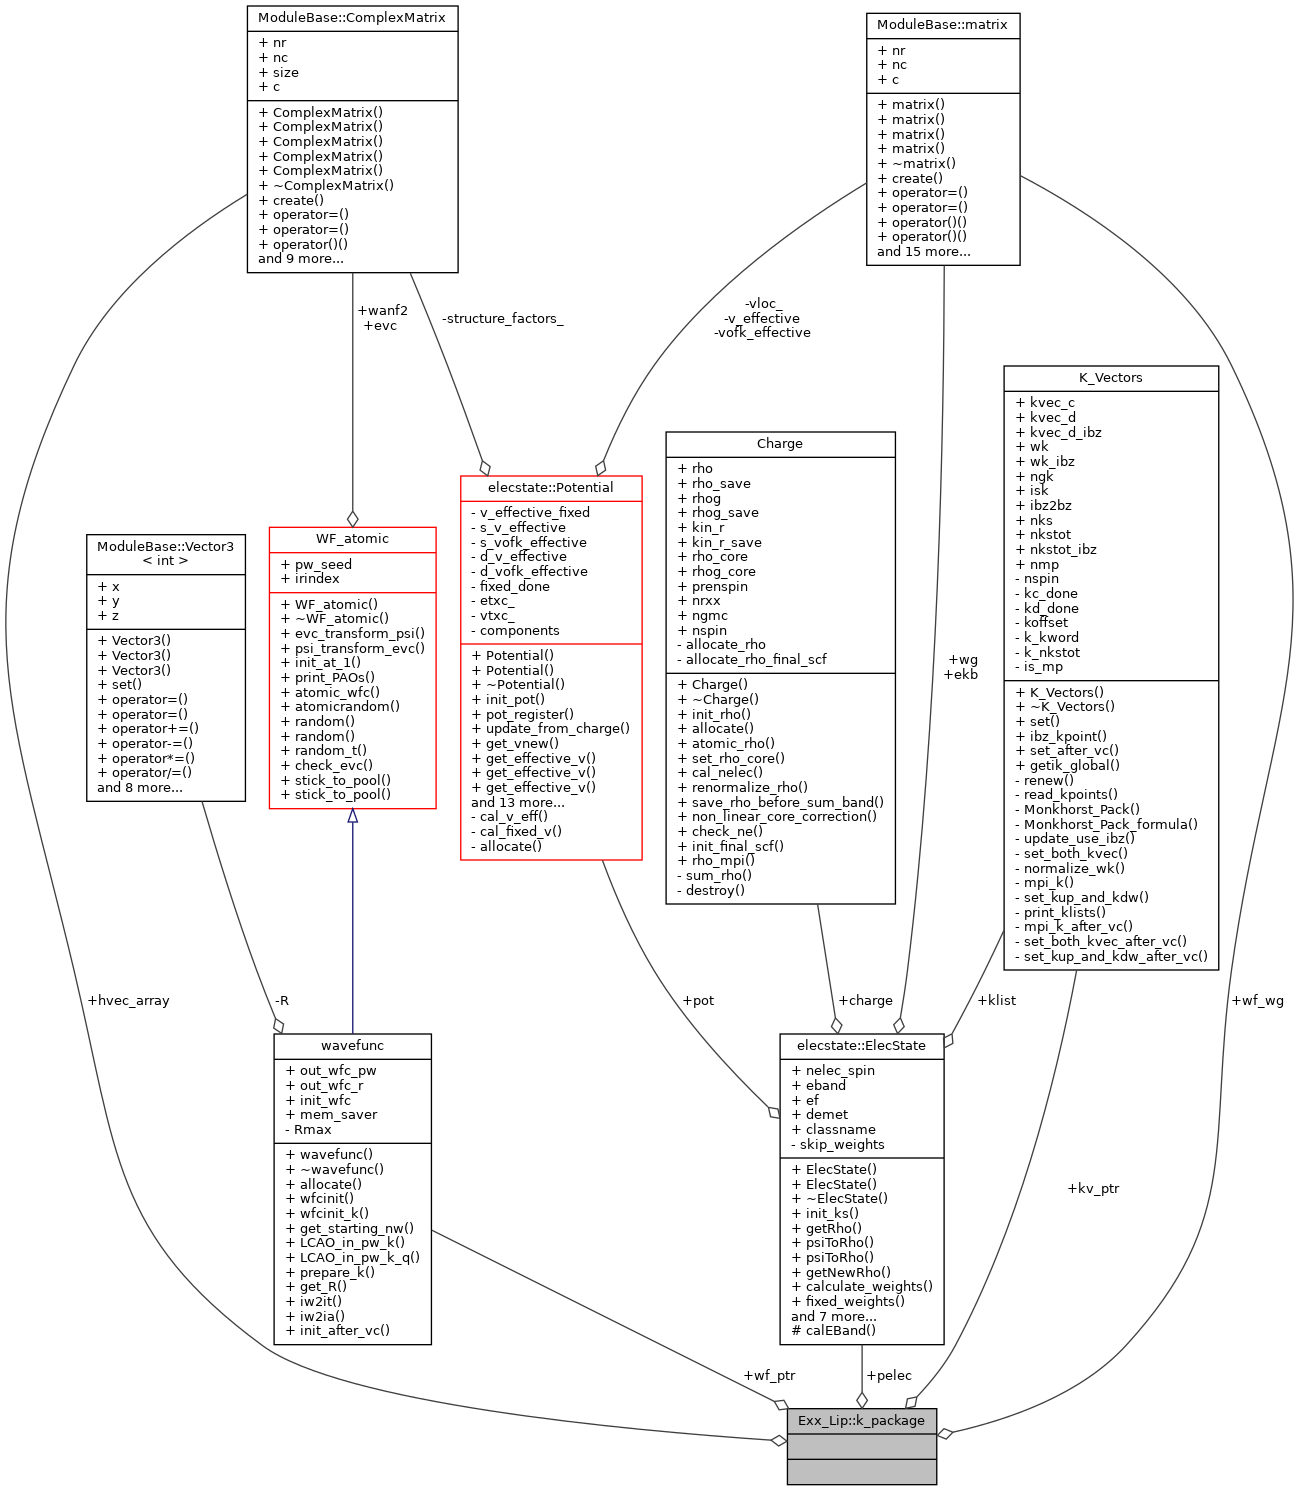 ModuleBase::ComplexMatrix
+ nr
+ nc
+ size
+ c
+ ComplexMatrix()
+ ComplexMatrix()
+ ComplexMatrix()
+ ComplexMatrix()
+ ComplexMatrix()
+ ~ComplexMatrix()
+ create()
+ operator=()
+ operator=()
+ operator()()
and 9 more...
ModuleBase::matrix
+ nr
+ nc
+ c
+ matrix()
+ matrix()
+ matrix()
+ matrix()
+ ~matrix()
+ create()
+ operator=()
+ operator=()
+ operator()()
+ operator()()
and 15 more...
+wanf2
+evc
-structure_factors_
-vloc_
-v_effective
-vofk_effective
K_Vectors
+ kvec_c
+ kvec_d
+ kvec_d_ibz
+ wk
+ wk_ibz
+ ngk
+ isk
+ ibz2bz
+ nks
+ nkstot
+ nkstot_ibz
+ nmp
- nspin
- kc_done
- kd_done
- koffset
- k_kword
- k_nkstot
- is_mp
+ K_Vectors()
+ ~K_Vectors()
+ set()
+ ibz_kpoint()
+ set_after_vc()
+ getik_global()
- renew()
- read_kpoints()
- Monkhorst_Pack()
- Monkhorst_Pack_formula()
- update_use_ibz()
- set_both_kvec()
- normalize_wk()
- mpi_k()
- set_kup_and_kdw()
- print_klists()
- mpi_k_after_vc()
- set_both_kvec_after_vc()
- set_kup_and_kdw_after_vc()
Charge
+ rho
+ rho_save
+ rhog
+ rhog_save
+ kin_r
+ kin_r_save
+ rho_core
+ rhog_core
+ prenspin
+ nrxx
+ ngmc
+ nspin
- allocate_rho
- allocate_rho_final_scf
+ Charge()
+ ~Charge()
+ init_rho()
+ allocate()
+ atomic_rho()
+ set_rho_core()
+ cal_nelec()
+ renormalize_rho()
+ save_rho_before_sum_band()
+ non_linear_core_correction()
+ check_ne()
+ init_final_scf()
+ rho_mpi()
- sum_rho()
- destroy()
elecstate::Potential
- v_effective_fixed
- s_v_effective
- s_vofk_effective
- d_v_effective
- d_vofk_effective
- fixed_done
- etxc_
- vtxc_
- components
+ Potential()
+ Potential()
+ ~Potential()
+ init_pot()
+ pot_register()
+ update_from_charge()
+ get_vnew()
+ get_effective_v()
+ get_effective_v()
+ get_effective_v()
and 13 more...
- cal_v_eff()
- cal_fixed_v()
- allocate()
WF_atomic
+ pw_seed
+ irindex
+ WF_atomic()
+ ~WF_atomic()
+ evc_transform_psi()
+ psi_transform_evc()
+ init_at_1()
+ print_PAOs()
+ atomic_wfc()
+ atomicrandom()
+ random()
+ random()
+ random_t()
+ check_evc()
+ stick_to_pool()
+ stick_to_pool()
ModuleBase::Vector3
< int >
+ x
+ y
+ z
+ Vector3()
+ Vector3()
+ Vector3()
+ set()
+ operator=()
+ operator=()
+ operator+=()
+ operator-=()
+ operator*=()
+ operator/=()
and 8 more...
+wg
+ekb
+hvec_array
-R
+pot
+charge
+klist
+wf_wg
wavefunc
+ out_wfc_pw
+ out_wfc_r
+ init_wfc
+ mem_saver
- Rmax
+ wavefunc()
+ ~wavefunc()
+ allocate()
+ wfcinit()
+ wfcinit_k()
+ get_starting_nw()
+ LCAO_in_pw_k()
+ LCAO_in_pw_k_q()
+ prepare_k()
+ get_R()
+ iw2it()
+ iw2ia()
+ init_after_vc()
elecstate::ElecState
+ nelec_spin
+ eband
+ ef
+ demet
+ classname
- skip_weights
+ ElecState()
+ ElecState()
+ ~ElecState()
+ init_ks()
+ getRho()
+ psiToRho()
+ psiToRho()
+ getNewRho()
+ calculate_weights()
+ fixed_weights()
and 7 more...
# calEBand()
+kv_ptr
+wf_ptr
+pelec
Exx_Lip::k_package